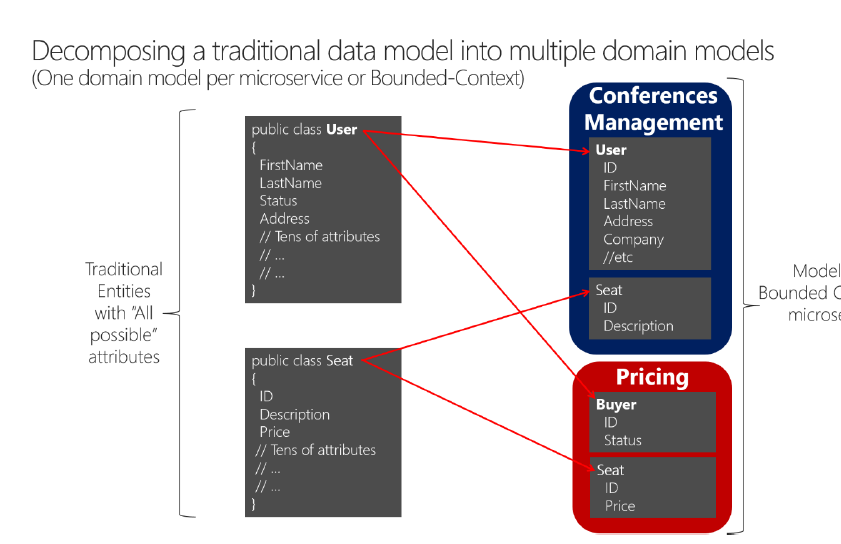 Decomposing a traditional data model into multiple domain models
(One domain model per microservice or Bounded-Context)
Traditional
Entities
with "All
possible"
attributes
public class User
{
FirstName
LastName
Status
Address
// Tens of attributes
// ...
// ...
}
public class Seat
{
ID
Description
Price
// Tens of attributes
// ...
// ...
}
Conferences
Management
User
ID
FirstName
LastName
Address
Company
//etc
Seat
ID
Description
Pricing
Buyer
ID
Status
Seat
ID
Price
Model
Bounded C
microse